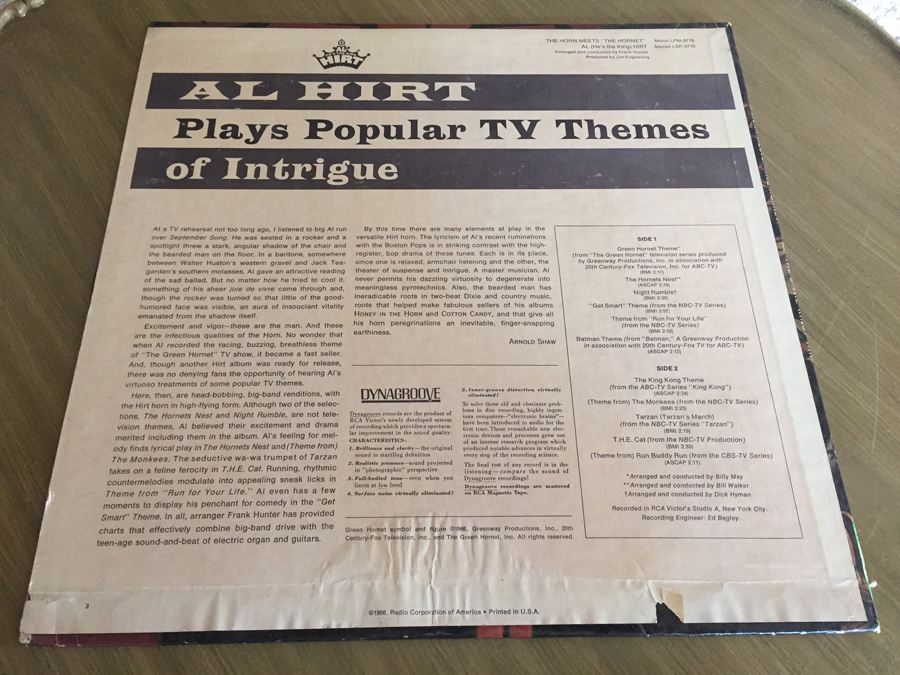 THE HORN MEETS "THE HORNET" Mono LPM-3716
AL (He's the King) HIRT Stereo LSP-3716
Arranged and conducted by Frank Hunter
Produced by Jim Foglesong
HIRT
AL HIRT
Plays Popular TV Themes
of Intrigue
At a TV rehearsal not too long ago, I listened to big Al run
over September Song. He was seated in a rocker and a
spotlight threw a stark, angular shadow of the chair and
the bearded man on the floor. In a baritone, somewhere
between Walter Huston's western gravel and Jack Tea-
garden's southern molasses, Al gave an attractive reading
of the sad ballad. But no matter how he tried to cool it,
something of his sheer joie de vivre came through and,
though the rocker was turned so that little of the good-
humored face was visible, an aura of insouciant vitality
emanated from the shadow itself.
Excitement and vigor—these are the man. And these
are the infectious qualities of the Horn. No wonder that
when Al recorded the racing, buzzing, breathless theme
of "The Green Hornet" TV show, it became a fast seller.
And, though another Hirt album was ready for release,
there was no denying fans the opportunity of hearing Al's
virtuoso treatments of some popular TV themes.
Here, then, are head-bobbing, big-band renditions, with
the Hirt horn in high-flying form. Although two of the selec-
tions, The Hornets Nest and Night Rumble, are not tele-
vision themes, Al believed their excitement and drama
merited including them in the album. Al's feeling for mel-
ody finds lyrical play in The Hornets Nest and (Theme from)
The Monkees. The seductive wa-wa trumpet of Tarzan
takes on a feline ferocity in T.H.E. Cat. Running, rhythmic
countermelodies modulate into appealing sneak licks in
Theme from "Run for Your Life." Al even has a few
moments to display his penchant for comedy in the "Get
Smart" Theme. In all, arranger Frank Hunter has provided
charts that effectively combine big-band drive with the
teen-age sound-and-beat of electric organ and guitars.
By this time there are many elements at play in the
versatile Hirt horn. The lyricism of Al's recent ruminations
with the Boston Pops is in striking contrast with the high-
register, bop drama of these tunes. Each is in its place,
since one is relaxed, armchair listening and the other, the
theater of suspense and intrigue. A master musician, Al
never permits his dazzling virtuosity to degenerate into
meaningless pyrotechnics. Also, the bearded man has
ineradicable roots in two-beat Dixie and country music,
roots that helped make fabulous sellers of his albums
HONEY IN THE HORN and COTTON CANDY, and that give all
his horn peregrinations an inevitable, finger-snapping
earthiness.
ARNOLD SHAW
DYNAGROOVE
Dynagroove records are the product of
RCA Victor's newly developed system
of recording which provides a spectacu-
lar improvement in the sound quality.
CHARACTERISTICS:
1. Brilliance and clarity—the original
sound in startling definition
2. Realistic presence—sound projected
in "photographic" perspective
3. Full-bodied tone—even when you
listen at low level
4. Surface noise virtually eliminated!
5. Inner-groove distortion virtually
eliminated!
To solve these old and obstinate prob-
lems in disc recording, highly ingen-
ious computers—"electronic brains"—
have been introduced to audio for the
first time. These remarkable new elec-
tronic devices and processes grew out
of an intense research program which
produced notable advances in virtually
every step of the recording science.
The final test of any record is in the
listening—compare the sound of
Dynagroove recordings!
Dynagroove recordings are mastered
on RCA Magnetic Tape.
Green Hornet symbol and figure ©1966, Greenway Productions, Inc., 20th
Century-Fox Television, Inc., and The Green Hornet, Inc. All rights reserved.
SIDE 1
Green Hornet Theme*
(from "The Green Hornet" television series produced
by Greenway Productions, Inc. in association with
20th Century-Fox Television, Inc. for ABC-TV)
(BMI 2:17)
The Hornets Nest**
(ASCAP 2:19)
Night Rumble†
(BMI 2:36)
"Get Smart" Theme (from the NBC-TV Series)
(BMI 2:57)
Theme from "Run for Your Life"
(from the NBC-TV Series)
Batman Theme (from "Batman," A Greenway Production
in association with 20th Century-Fox TV for ABC-TV)
(ASCAP 2:12)
SIDE 2
The King Kong Theme
(from the ABC-TV Series "King Kong")
(ASCAP 2:34)
(Theme from) The Monkees (from the NBC-TV Series)
(BMI 2:23)
Tarzan (Tarzan's March)
(from the NBC-TV Series "Tarzan")
(BMI 2:19)
T.H.E. Cat (from the NBC-TV Production)
(BMI 2:30)
(Theme from) Run Buddy Run (from the CBS-TV Series)
(ASCAP 2:11)
*Arranged and conducted by Billy May
**Arranged and conducted by Bill Walker
†Arranged and conducted by Dick Hyman
Recorded in RCA Victor's Studio A, New York City.
Recording Engineer: Ed Begley.
3
©1966, Radio Corporation of America • Printed in U.S.A.